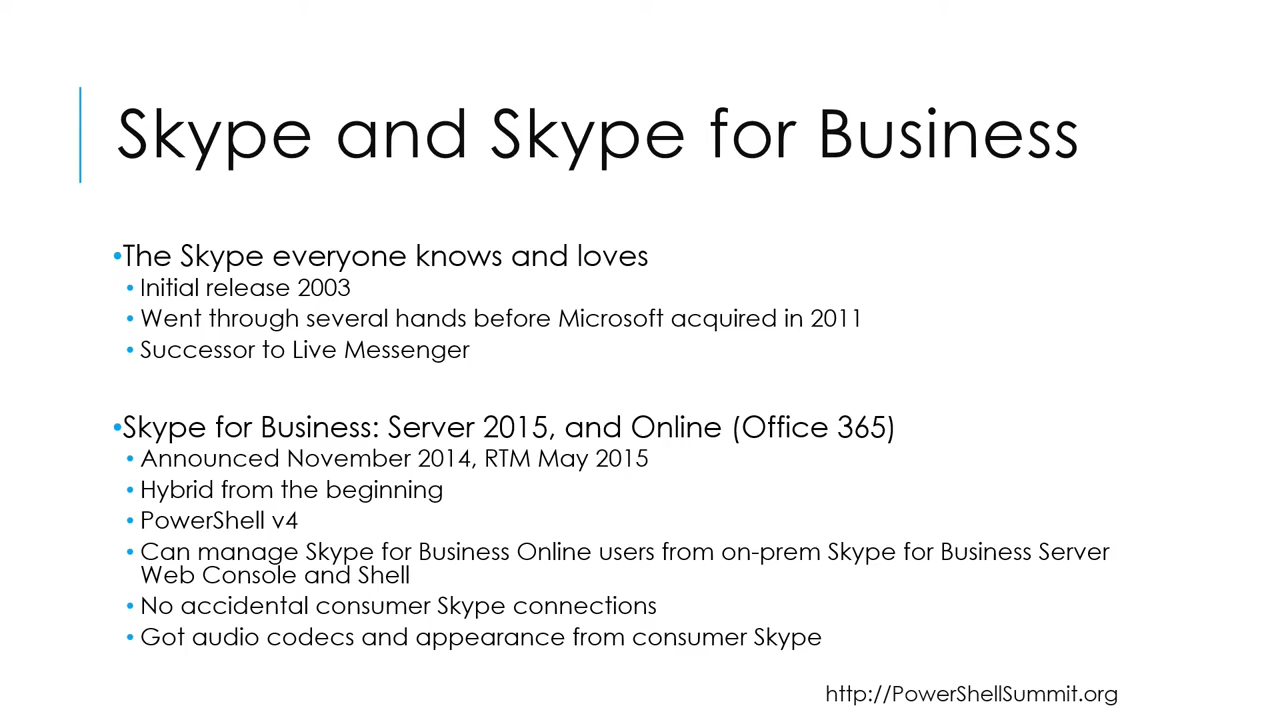 Skype and Skype for Business
•The Skype everyone knows and loves
• Initial release 2003
• Went through several hands before Microsoft acquired in 2011
• Successor to Live Messenger
•Skype for Business: Server 2015, and Online (Office 365)
• Announced November 2014, RTM May 2015
• Hybrid from the beginning
• PowerShell v4
• Can manage Skype for Business Online users from on-prem Skype for Business Server
Web Console and Shell
• No accidental consumer Skype connections
• Got audio codecs and appearance from consumer Skype
http://PowerShellSummit.org